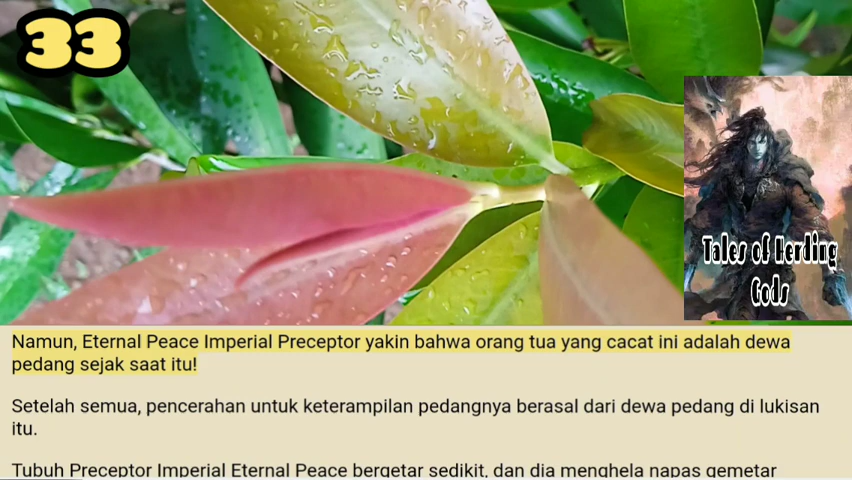 33
Tales of Herding
Gods
Namun, Eternal Peace Imperial Preceptor yakin bahwa orang tua yang cacat ini adalah dewa
pedang sejak saat itu!
Setelah semua, pencerahan untuk keterampilan pedangnya berasal dari dewa pedang di lukisan
itu.
Tubuh Preceptor Imperial Eternal Peace bergetar sedikit, dan dia menghela napas gemetar